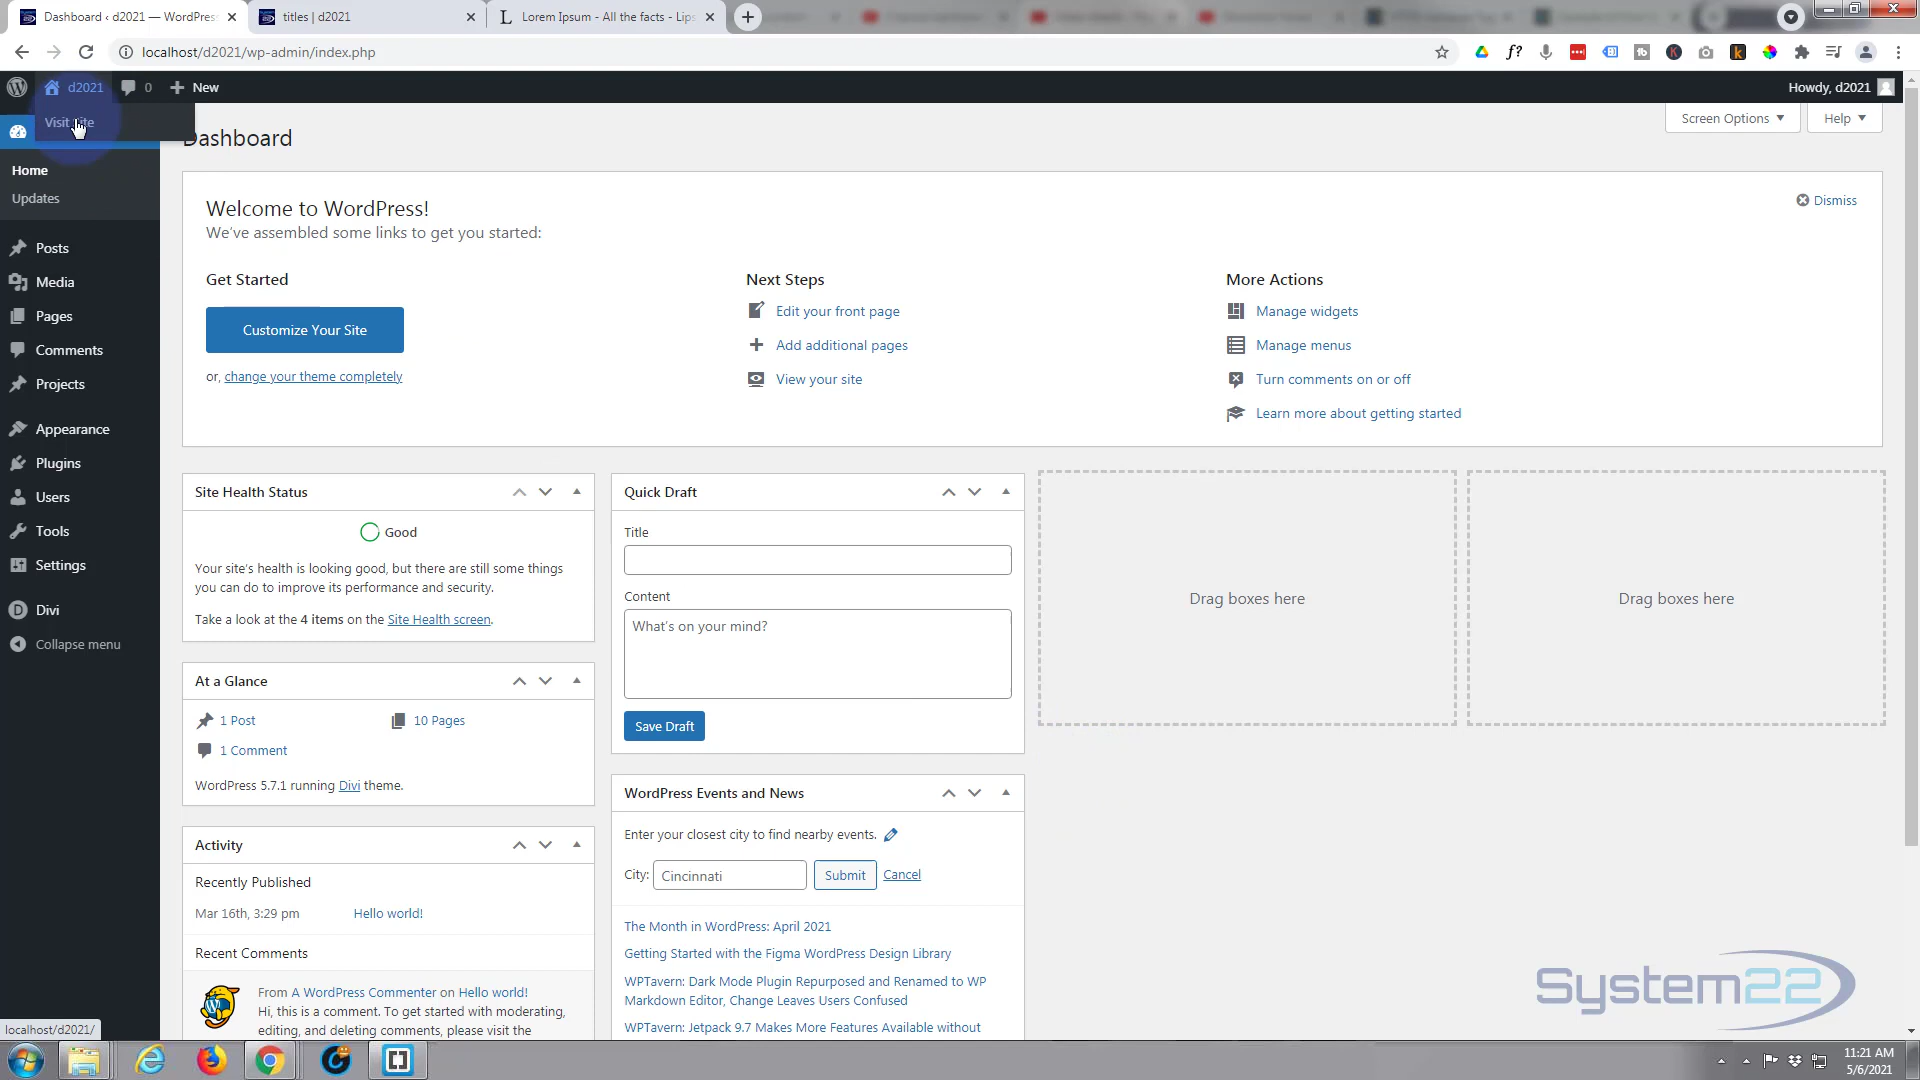 Dashboard ‹ d2021 — WordPress
titles | d2021
Lorem Ipsum - All the facts - Lips
localhost/d2021/wp-admin/index.php
d2021
0
New
Howdy, d2021
Visit site
Screen Options
Help
Dashboard
Home
Updates
Posts
Media
Pages
Comments
Projects
Appearance
Plugins
Users
Tools
Settings
Divi
Collapse menu
Welcome to WordPress!
We've assembled some links to get you started:
Dismiss
Get Started
Customize Your Site
or, change your theme completely
Next Steps
Edit your front page
Add additional pages
View your site
More Actions
Manage widgets
Manage menus
Turn comments on or off
Learn more about getting started
Site Health Status
Good
Your site's health is looking good, but there are still some things
you can do to improve its performance and security.
Take a look at the 4 items on the Site Health screen.
At a Glance
1 Post
10 Pages
1 Comment
WordPress 5.7.1 running Divi theme.
Activity
Recently Published
Mar 16th, 3:29 pm
Hello world!
Recent Comments
From A WordPress Commenter on Hello world!
Hi, this is a comment. To get started with moderating,
editing, and deleting comments, please visit the
Quick Draft
Title
Content
What's on your mind?
Save Draft
WordPress Events and News
Enter your closest city to find nearby events.
City: Cincinnati Submit Cancel
The Month in WordPress: April 2021
Getting Started with the Figma WordPress Design Library
WPTavern: Dark Mode Plugin Repurposed and Renamed to WP
Markdown Editor, Change Leaves Users Confused
WPTavern: Jetpack 9.7 Makes More Features Available without
Drag boxes here
Drag boxes here
System22
localhost/d2021/
11:21 AM
5/6/2021